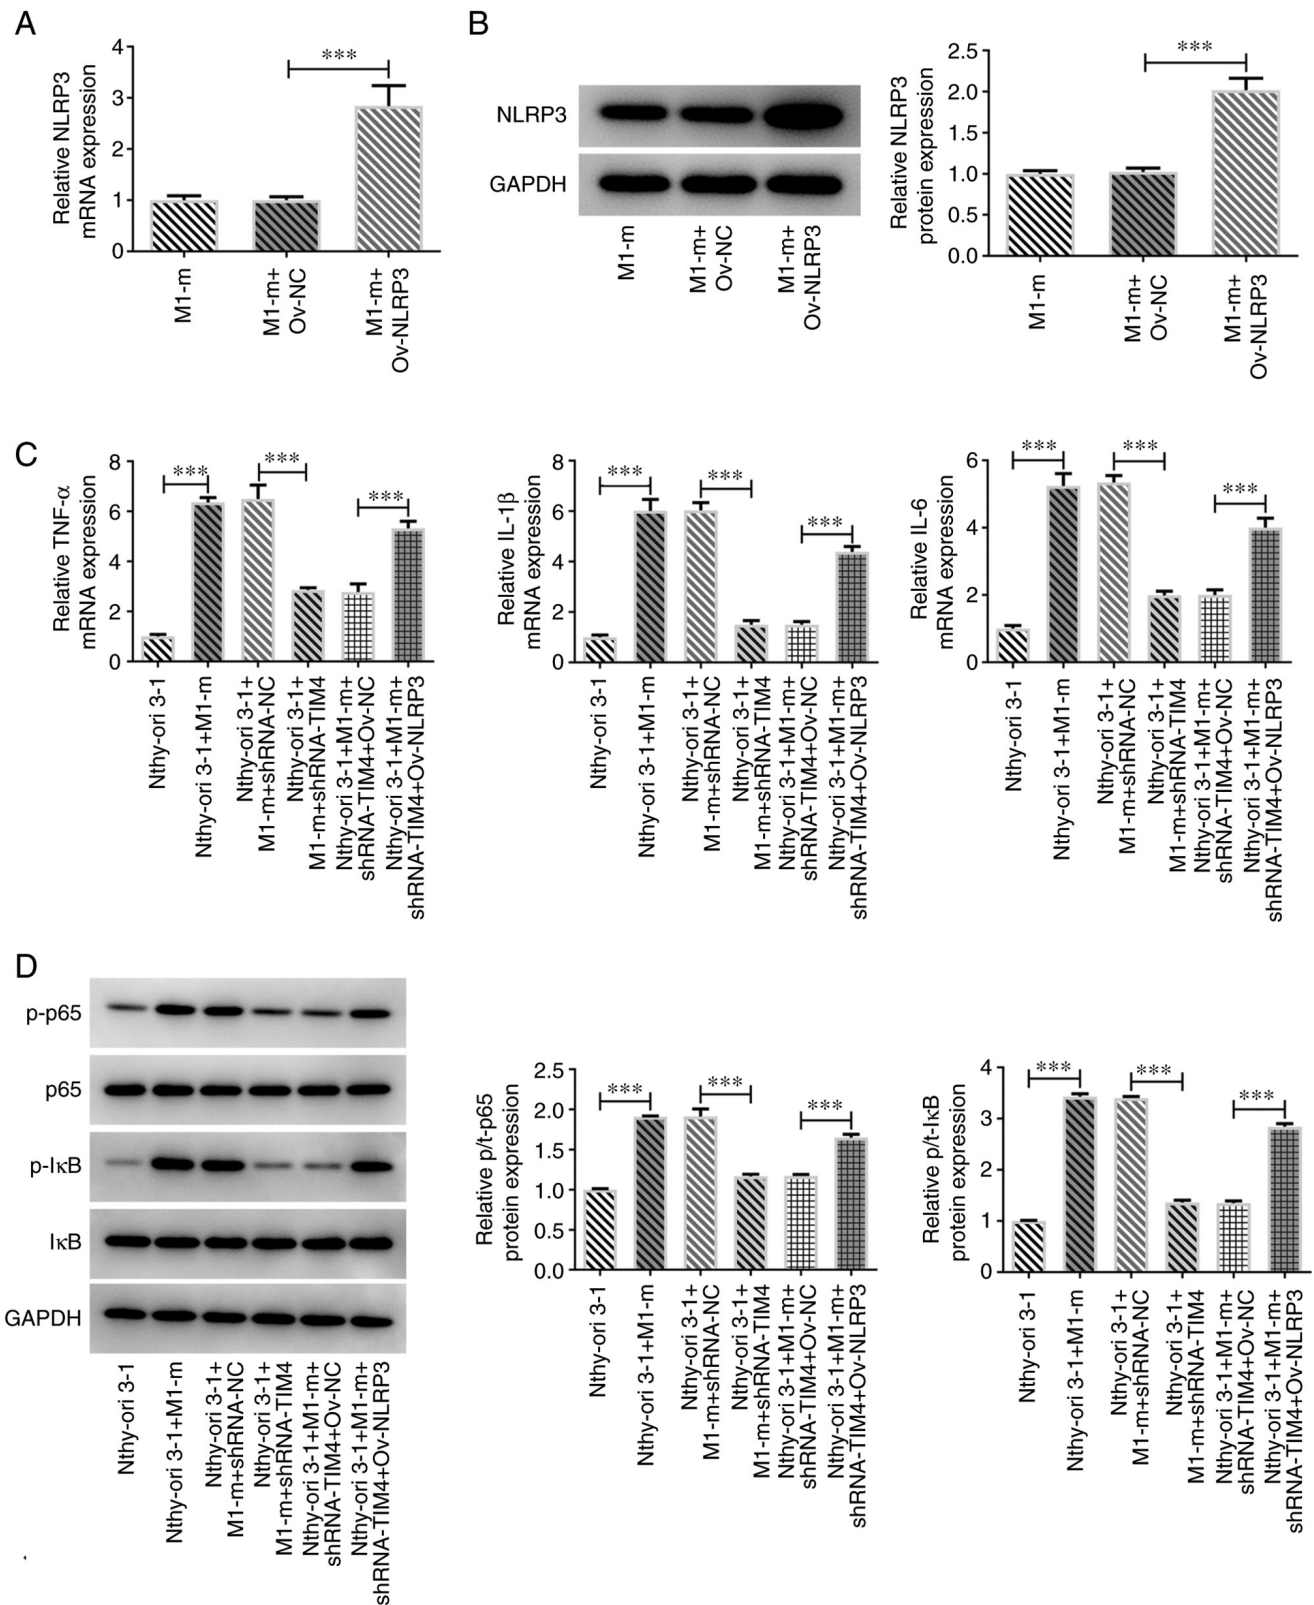 A
Relative NLRP3
mRNA expression
4
3
2
1
0
***
M1-m
M1-m+
Ov-NC
M1-m+
Ov-NLRP3
B
NLRP3
GAPDH
M1-m
M1-m+
Ov-NC
M1-m+
Ov-NLRP3
Relative NLRP3
protein expression
2.5
2.0
1.5
1.0
0.5
0.0
***
M1-m
M1-m+
Ov-NC
M1-m+
Ov-NLRP3
C
Relative TNF-α
mRNA expression
8
6
4
2
0
***
***
***
Nthy-ori 3-1
Nthy-ori 3-1+M1-m
Nthy-ori 3-1+
M1-m+shRNA-NC
Nthy-ori 3-1+
M1-m+shRNA-TIM4
Nthy-ori 3-1+M1-m+
shRNA-TIM4+Ov-NC
Nthy-ori 3-1+M1-m+
shRNA-TIM4+Ov-NLRP3
Relative IL-1β
mRNA expression
8
6
4
2
0
***
***
***
Nthy-ori 3-1
Nthy-ori 3-1+M1-m
Nthy-ori 3-1+
M1-m+shRNA-NC
Nthy-ori 3-1+
M1-m+shRNA-TIM4
Nthy-ori 3-1+M1-m+
shRNA-TIM4+Ov-NC
Nthy-ori 3-1+M1-m+
shRNA-TIM4+Ov-NLRP3
Relative IL-6
mRNA expression
6
4
2
0
***
***
***
Nthy-ori 3-1
Nthy-ori 3-1+M1-m
Nthy-ori 3-1+
M1-m+shRNA-NC
Nthy-ori 3-1+
M1-m+shRNA-TIM4
Nthy-ori 3-1+M1-m+
shRNA-TIM4+Ov-NC
Nthy-ori 3-1+M1-m+
shRNA-TIM4+Ov-NLRP3
D
p-p65
p65
p-IκB
IκB
GAPDH
Nthy-ori 3-1
Nthy-ori 3-1+M1-m
Nthy-ori 3-1+
M1-m+shRNA-NC
Nthy-ori 3-1+
M1-m+shRNA-TIM4
Nthy-ori 3-1+M1-m+
shRNA-TIM4+Ov-NC
Nthy-ori 3-1+M1-m+
shRNA-TIM4+Ov-NLRP3
Relative p/t-p65
protein expression
2.5
2.0
1.5
1.0
0.5
0.0
***
***
***
Nthy-ori 3-1
Nthy-ori 3-1+M1-m
Nthy-ori 3-1+
M1-m+shRNA-NC
Nthy-ori 3-1+
M1-m+shRNA-TIM4
Nthy-ori 3-1+M1-m+
shRNA-TIM4+Ov-NC
Nthy-ori 3-1+M1-m+
shRNA-TIM4+Ov-NLRP3
Relative p/t-IκB
protein expression
4
3
2
1
0
***
***
***
Nthy-ori 3-1
Nthy-ori 3-1+M1-m
Nthy-ori 3-1+
M1-m+shRNA-NC
Nthy-ori 3-1+
M1-m+shRNA-TIM4
Nthy-ori 3-1+M1-m+
shRNA-TIM4+Ov-NC
Nthy-ori 3-1+M1-m+
shRNA-TIM4+Ov-NLRP3